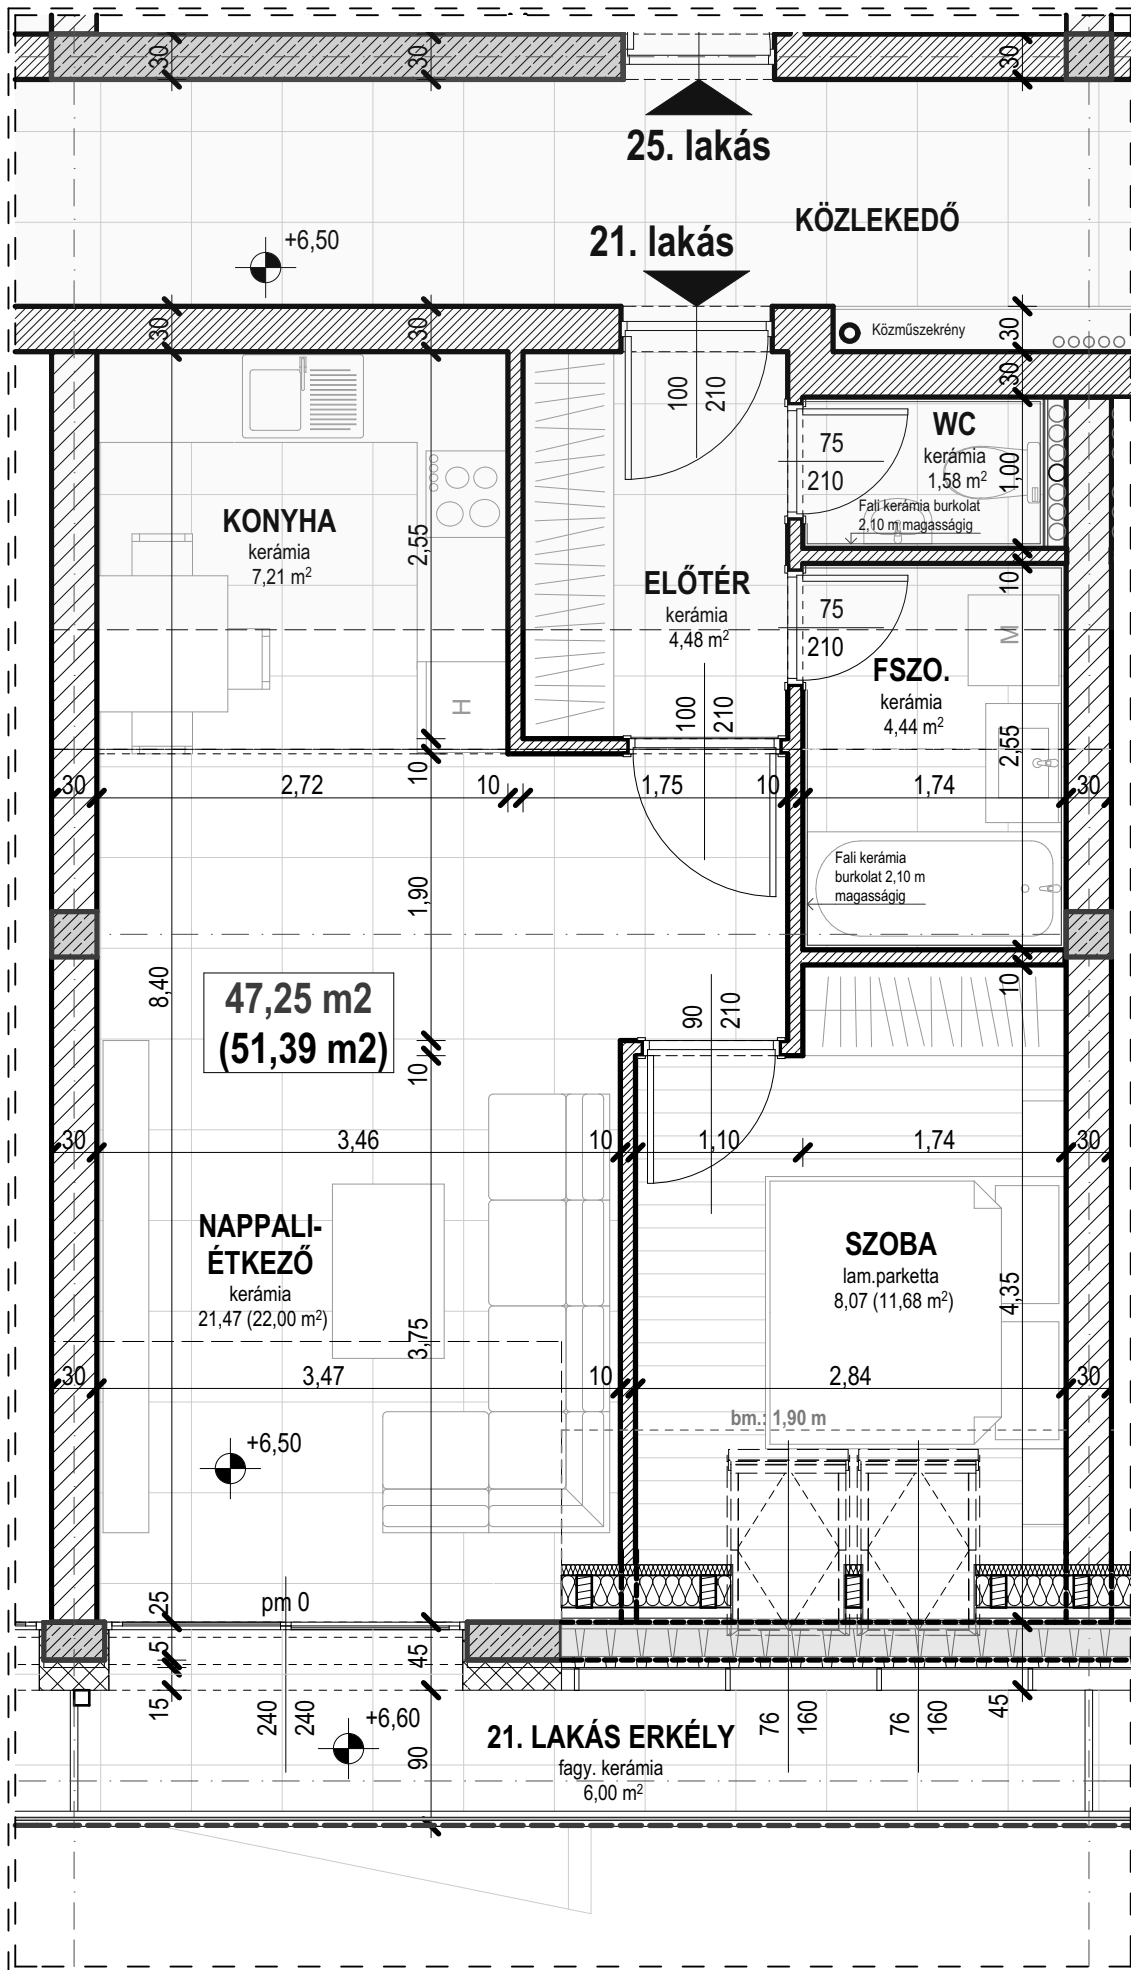 30
30
30
25. lakás
KÖZLEKEDŐ
21. lakás
+6,50
30
30
30
Közműszekrény
30
100
210
WC
kerámia
1,58 m²
1,00
75
210
Fali kerámia burkolat
2,10 m magasságig
KONYHA
kerámia
7,21 m²
2,55
ELŐTÉR
kerámia
4,48 m²
10
75
210
M
FSZO.
kerámia
4,44 m²
H
100
210
2,55
10
30
2,72
10
1,75
10
1,74
30
Fali kerámia
burkolat 2,10 m
magasságig
1,90
8,40
47,25 m2
(51,39 m2)
90
210
10
10
30
3,46
10
1,10
1,74
30
NAPPALI-
ÉTKEZŐ
kerámia
21,47 (22,00 m²)
SZOBA
lam.parketta
8,07 (11,68 m²)
4,35
3,75
30
3,47
10
2,84
30
bm.: 1,90 m
+6,50
25
pm 0
5
45
15
240
240
+6,60
90
21. LAKÁS ERKÉLY
fagy. kerámia
6,00 m²
76
160
76
160
45